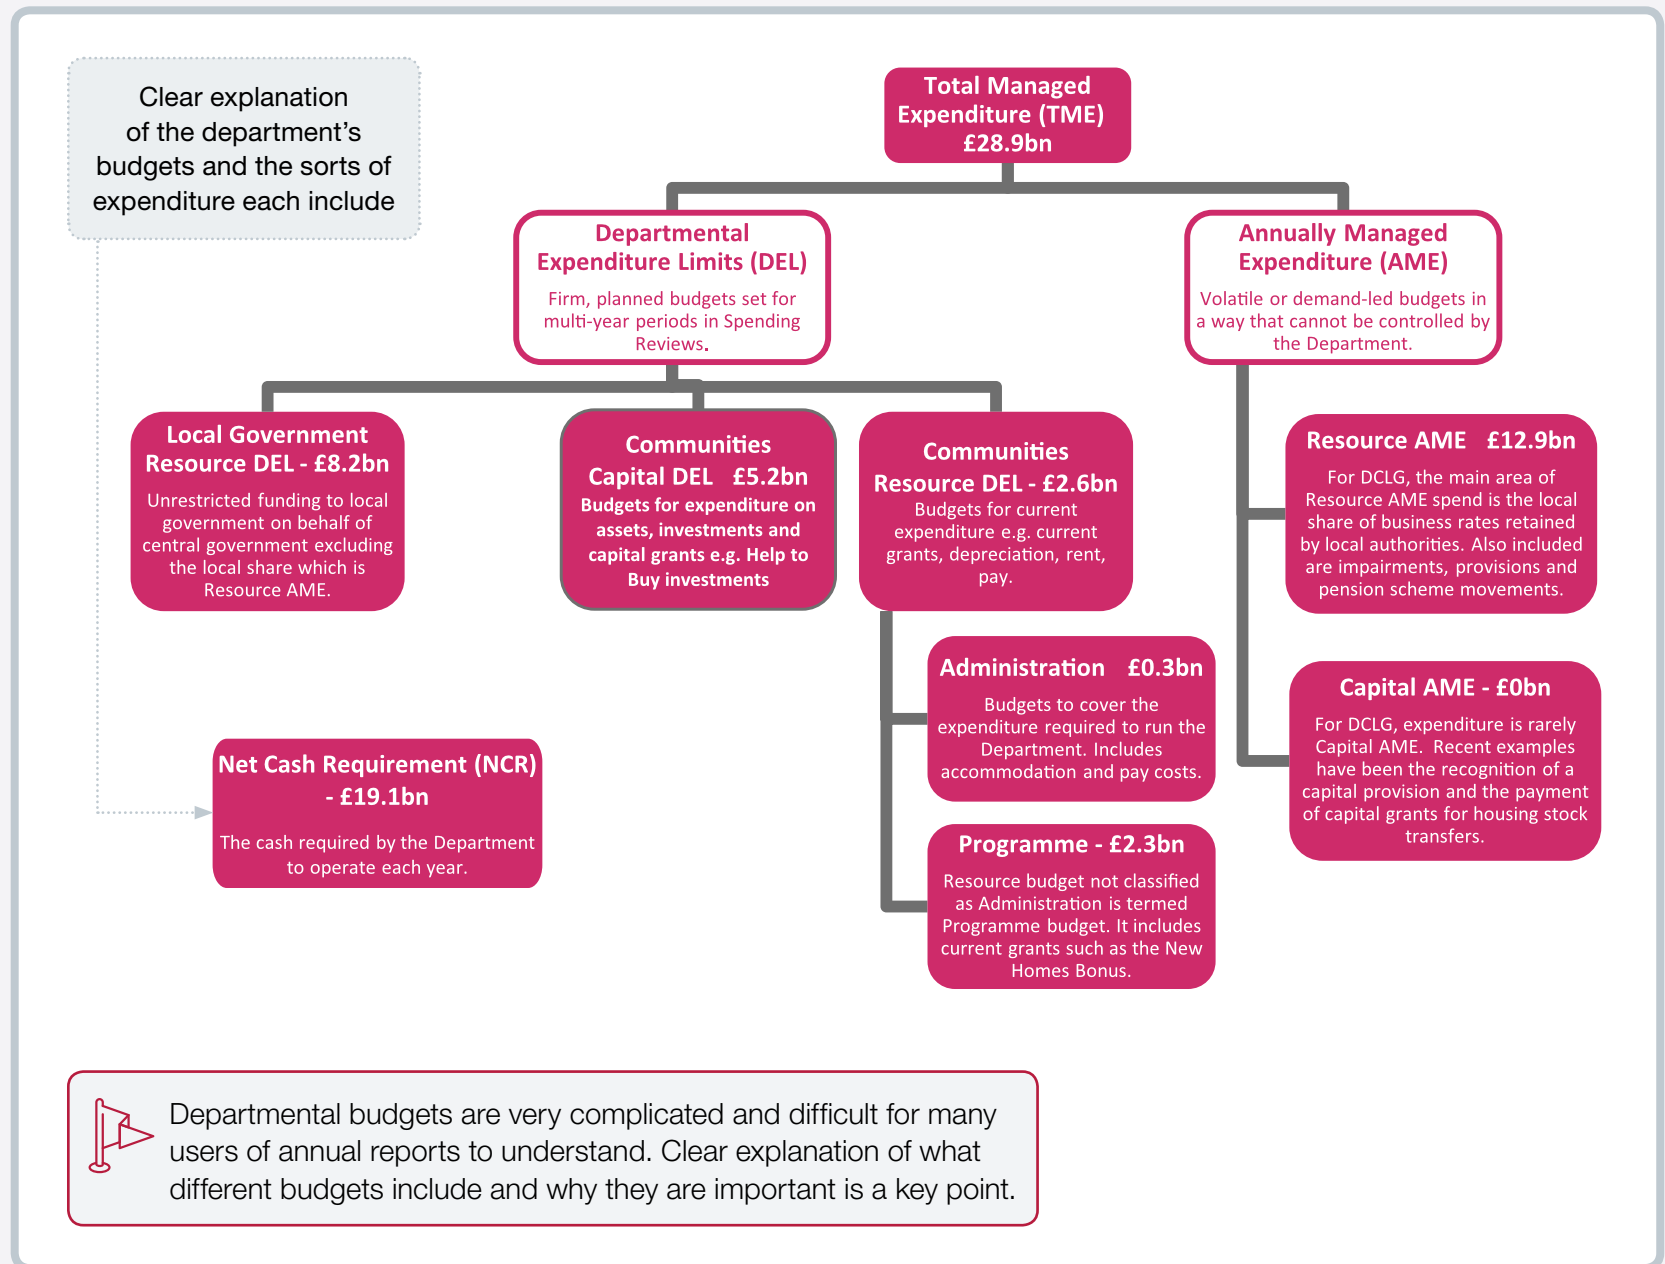 Clear explanation
of the department's
budgets and the sorts of
expenditure each include
Total Managed
Expenditure (TME)
£28.9bn
Departmental
Expenditure Limits (DEL)
Firm, planned budgets set for
multi-year periods in Spending
Reviews.
Annually Managed
Expenditure (AME)
Volatile or demand-led budgets in
a way that cannot be controlled by
the Department.
Local Government
Resource DEL - £8.2bn
Unrestricted funding to local
government on behalf of
central government excluding
the local share which is
Resource AME.
Communities
Capital DEL £5.2bn
Budgets for expenditure on
assets, investments and
capital grants e.g. Help to
Buy investments
Communities
Resource DEL - £2.6bn
Budgets for current
expenditure e.g. current
grants, depreciation, rent,
pay.
Resource AME £12.9bn
For DCLG, the main area of
Resource AME spend is the local
share of business rates retained
by local authorities. Also included
are impairments, provisions and
pension scheme movements.
Administration £0.3bn
Budgets to cover the
expenditure required to run the
Department. Includes
accommodation and pay costs.
Capital AME - £0bn
For DCLG, expenditure is rarely
Capital AME. Recent examples
have been the recognition of a
capital provision and the payment
of capital grants for housing stock
transfers.
Net Cash Requirement (NCR)
- £19.1bn
The cash required by the Department
to operate each year.
Programme - £2.3bn
Resource budget not classified
as Administration is termed
Programme budget. It includes
current grants such as the New
Homes Bonus.
Departmental budgets are very complicated and difficult for many
users of annual reports to understand. Clear explanation of what
different budgets include and why they are important is a key point.